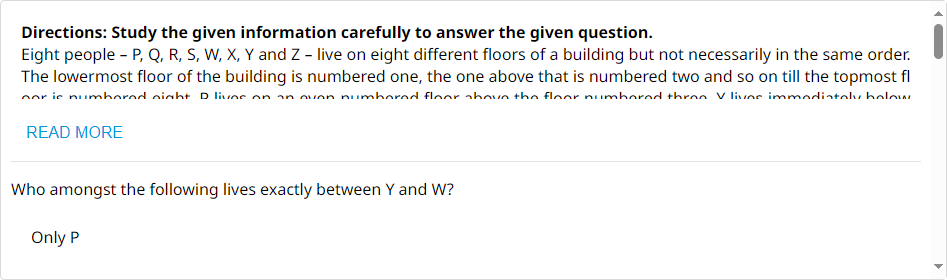 Directions: Study the given information carefully to answer the given question.
Eight people – P, Q, R, S, W, X, Y and Z – live on eight different floors of a building but not necessarily in the same order.
The lowermost floor of the building is numbered one, the one above that is numbered two and so on till the topmost fl
oor is numbered eight. P lives on an even numbered floor above the floor numbered three. Y lives immediately below
READ MORE
Who amongst the following lives exactly between Y and W?
Only P